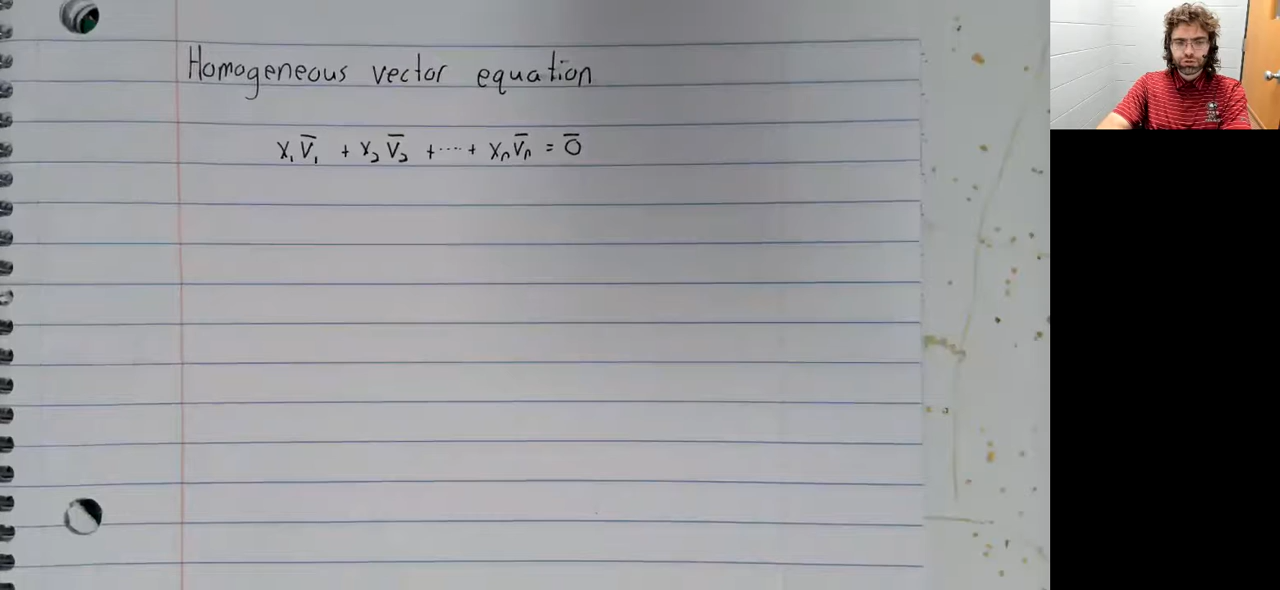 Homogeneous vector equation
x₁v̄₁ + x₂v̄₂ + ⋯ + xₙv̄ₙ = 0̄